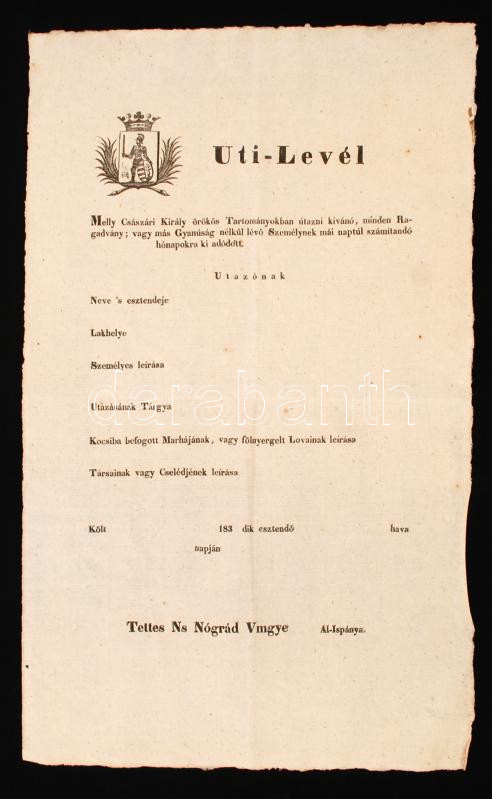 Uti-Levél
Melly Császári Király örökös Tartományokban útazni kivánó, minden Ra-
gadvány; vagy más Gyanúság nélkül lévő Személynek mái naptúl számítandó
hónapokra ki adódott.
Utazónak
Neve 's esztendeje
Lakhelye
Személyes leírása
Utazásának Tárgya
darabanth
Kocsiba befogott Marhájának, vagy fölnyergelt Lovainak leírása
Társainak vagy Cselédjének leírása
Költ 183 dik esztendő hava
napján
Tettes Ns Nógrád Vmgye Al-Ispánya.